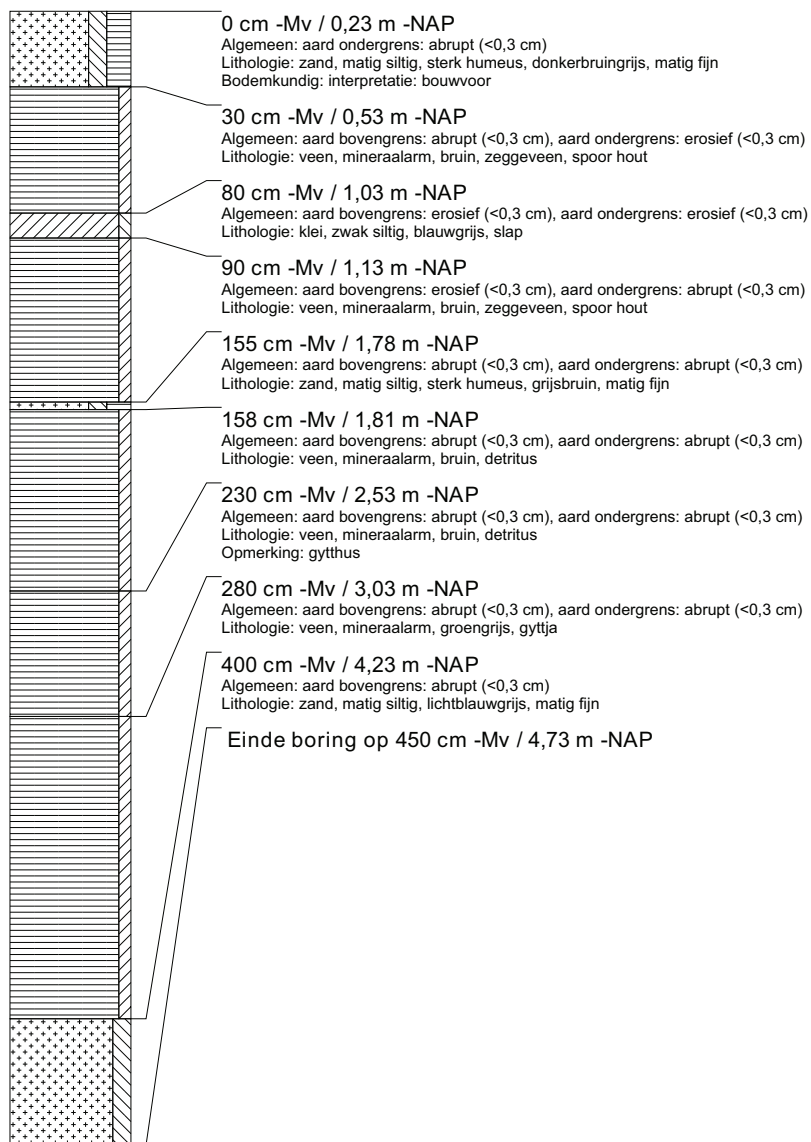 0 cm -Mv / 0,23 m -NAP
Algemeen: aard ondergrens: abrupt (<0,3 cm)
Lithologie: zand, matig siltig, sterk humeus, donkerbruingrijs, matig fijn
Bodemkundig: interpretatie: bouwvoor
30 cm -Mv / 0,53 m -NAP
Algemeen: aard bovengrens: abrupt (<0,3 cm), aard ondergrens: erosief (<0,3 cm)
Lithologie: veen, mineraalarm, bruin, zeggeveen, spoor hout
80 cm -Mv / 1,03 m -NAP
Algemeen: aard bovengrens: erosief (<0,3 cm), aard ondergrens: erosief (<0,3 cm)
Lithologie: klei, zwak siltig, blauwgrijs, slap
90 cm -Mv / 1,13 m -NAP
Algemeen: aard bovengrens: erosief (<0,3 cm), aard ondergrens: abrupt (<0,3 cm)
Lithologie: veen, mineraalarm, bruin, zeggeveen, spoor hout
155 cm -Mv / 1,78 m -NAP
Algemeen: aard bovengrens: abrupt (<0,3 cm), aard ondergrens: abrupt (<0,3 cm)
Lithologie: zand, matig siltig, sterk humeus, grijsbruin, matig fijn
158 cm -Mv / 1,81 m -NAP
Algemeen: aard bovengrens: abrupt (<0,3 cm), aard ondergrens: abrupt (<0,3 cm)
Lithologie: veen, mineraalarm, bruin, detritus
230 cm -Mv / 2,53 m -NAP
Algemeen: aard bovengrens: abrupt (<0,3 cm), aard ondergrens: abrupt (<0,3 cm)
Lithologie: veen, mineraalarm, bruin, detritus
Opmerking: gytthus
280 cm -Mv / 3,03 m -NAP
Algemeen: aard bovengrens: abrupt (<0,3 cm), aard ondergrens: abrupt (<0,3 cm)
Lithologie: veen, mineraalarm, groengrijs, gyttja
400 cm -Mv / 4,23 m -NAP
Algemeen: aard bovengrens: abrupt (<0,3 cm)
Lithologie: zand, matig siltig, lichtblauwgrijs, matig fijn
Einde boring op 450 cm -Mv / 4,73 m -NAP